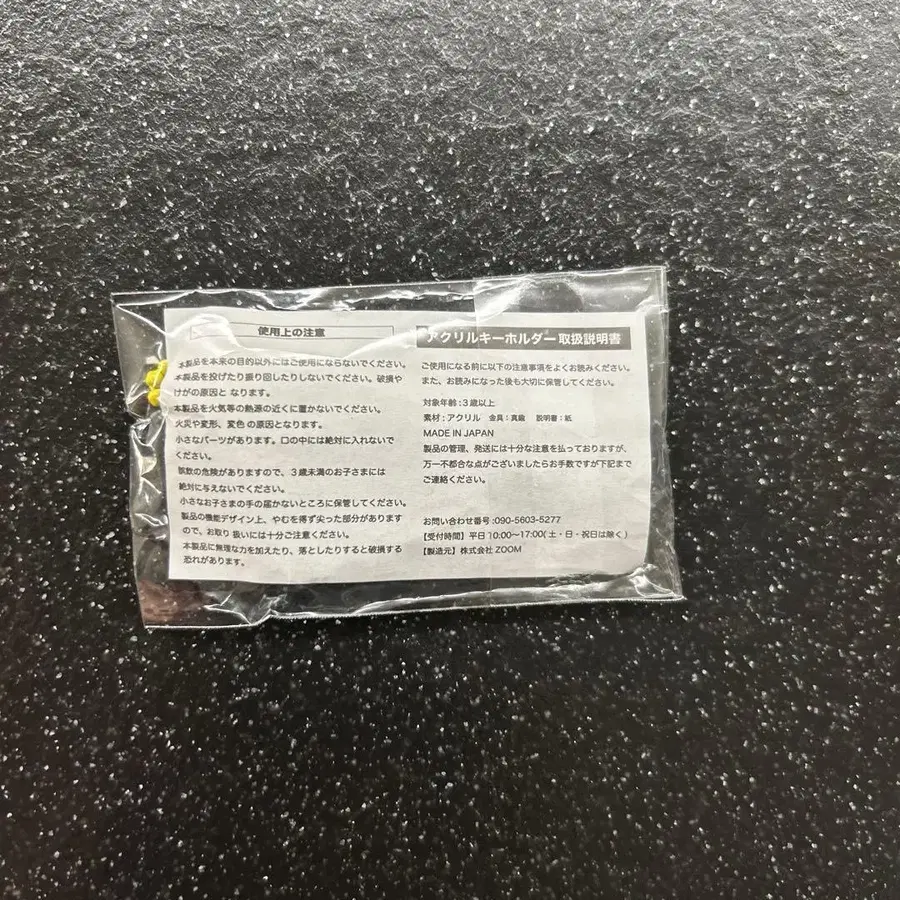 使用上の注意
本製品を本来の目的以外にはご使用にならないでください。
本製品を投げたり振り回したりしないでください。破損や
けがの原因と なります。
本製品を火気等の熱源の近くに置かないでください。
火災や変形、変色 の原因となります。
小さなパーツがあります。口の中には絶対に入れないで
ください。
誤飲の危険がありますので、3歳未満のお子さまには
絶対に与えないでください。
小さなお子さまの手の届かないところに保管してください。
製品の機能デザイン上、やむを得ず尖った部分があります
ので、お取り 扱いには十分ご注意ください。
本製品に無理な力を加えたり、落としたりすると破損する
恐れがあります。
アクリルキーホルダー 取扱説明書
ご使用になる前に以下の注意事項をよくお読みください。
また、お読みになった後も大切に保管してください。
対象年齢:3歳以上
素材:アクリル 金具:真鍮 説明書:紙
MADE IN JAPAN
製品の管理、発送には十分な注意を払っておりますが、
万一不都合な点がございましたらお手数ですが下記まで
ご連絡ください。
お問い合わせ番号:090-5603-5277
【受付時間】平日 10:00〜17:00(土・日・祝日は除く)
【製造元】株式会社 ZOOM